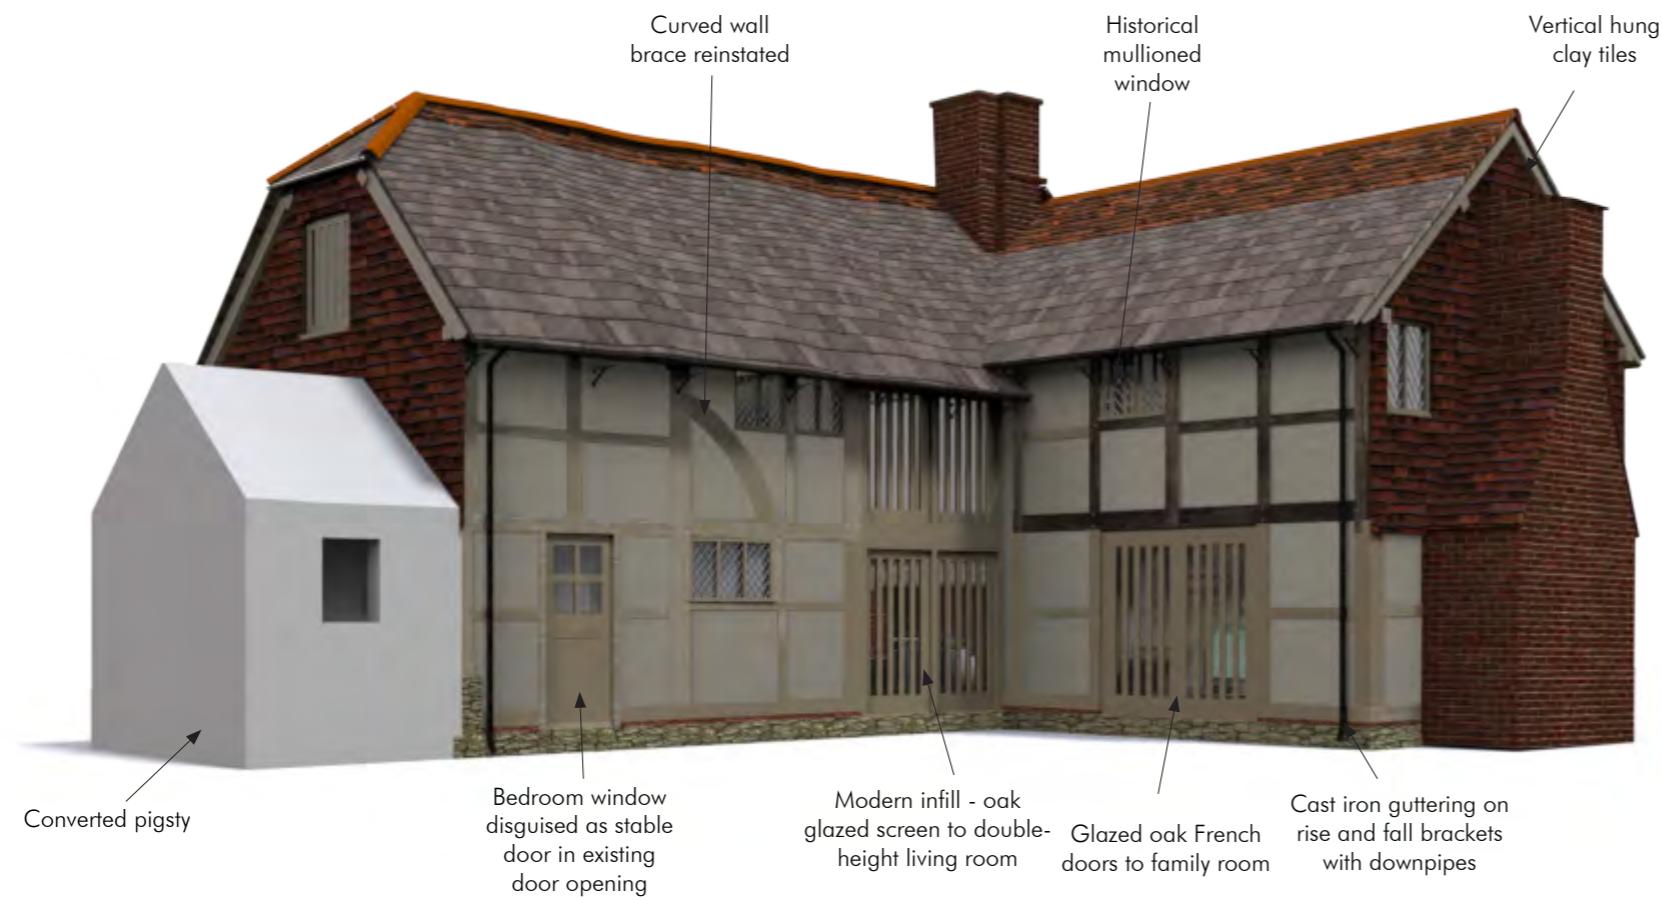 Curved wall
brace reinstated
Historical
mullioned
window
Vertical hung
clay tiles
Converted pigsty
Bedroom window
disguised as stable
door in existing
door opening
Modern infill - oak
glazed screen to double-
height living room
Glazed oak French
doors to family room
Cast iron guttering on
rise and fall brackets
with downpipes